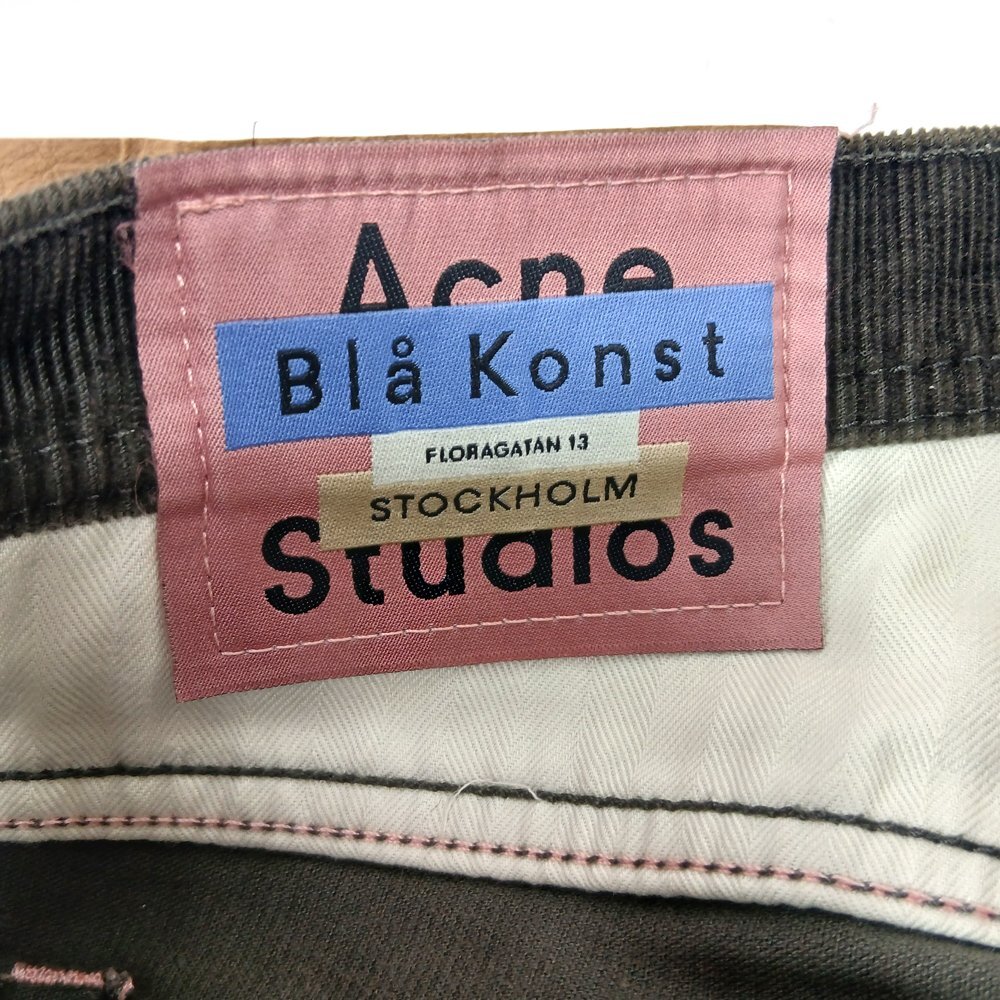 Acne
Blå Konst
FLORAGATAN 13
STOCKHOLM
Studios